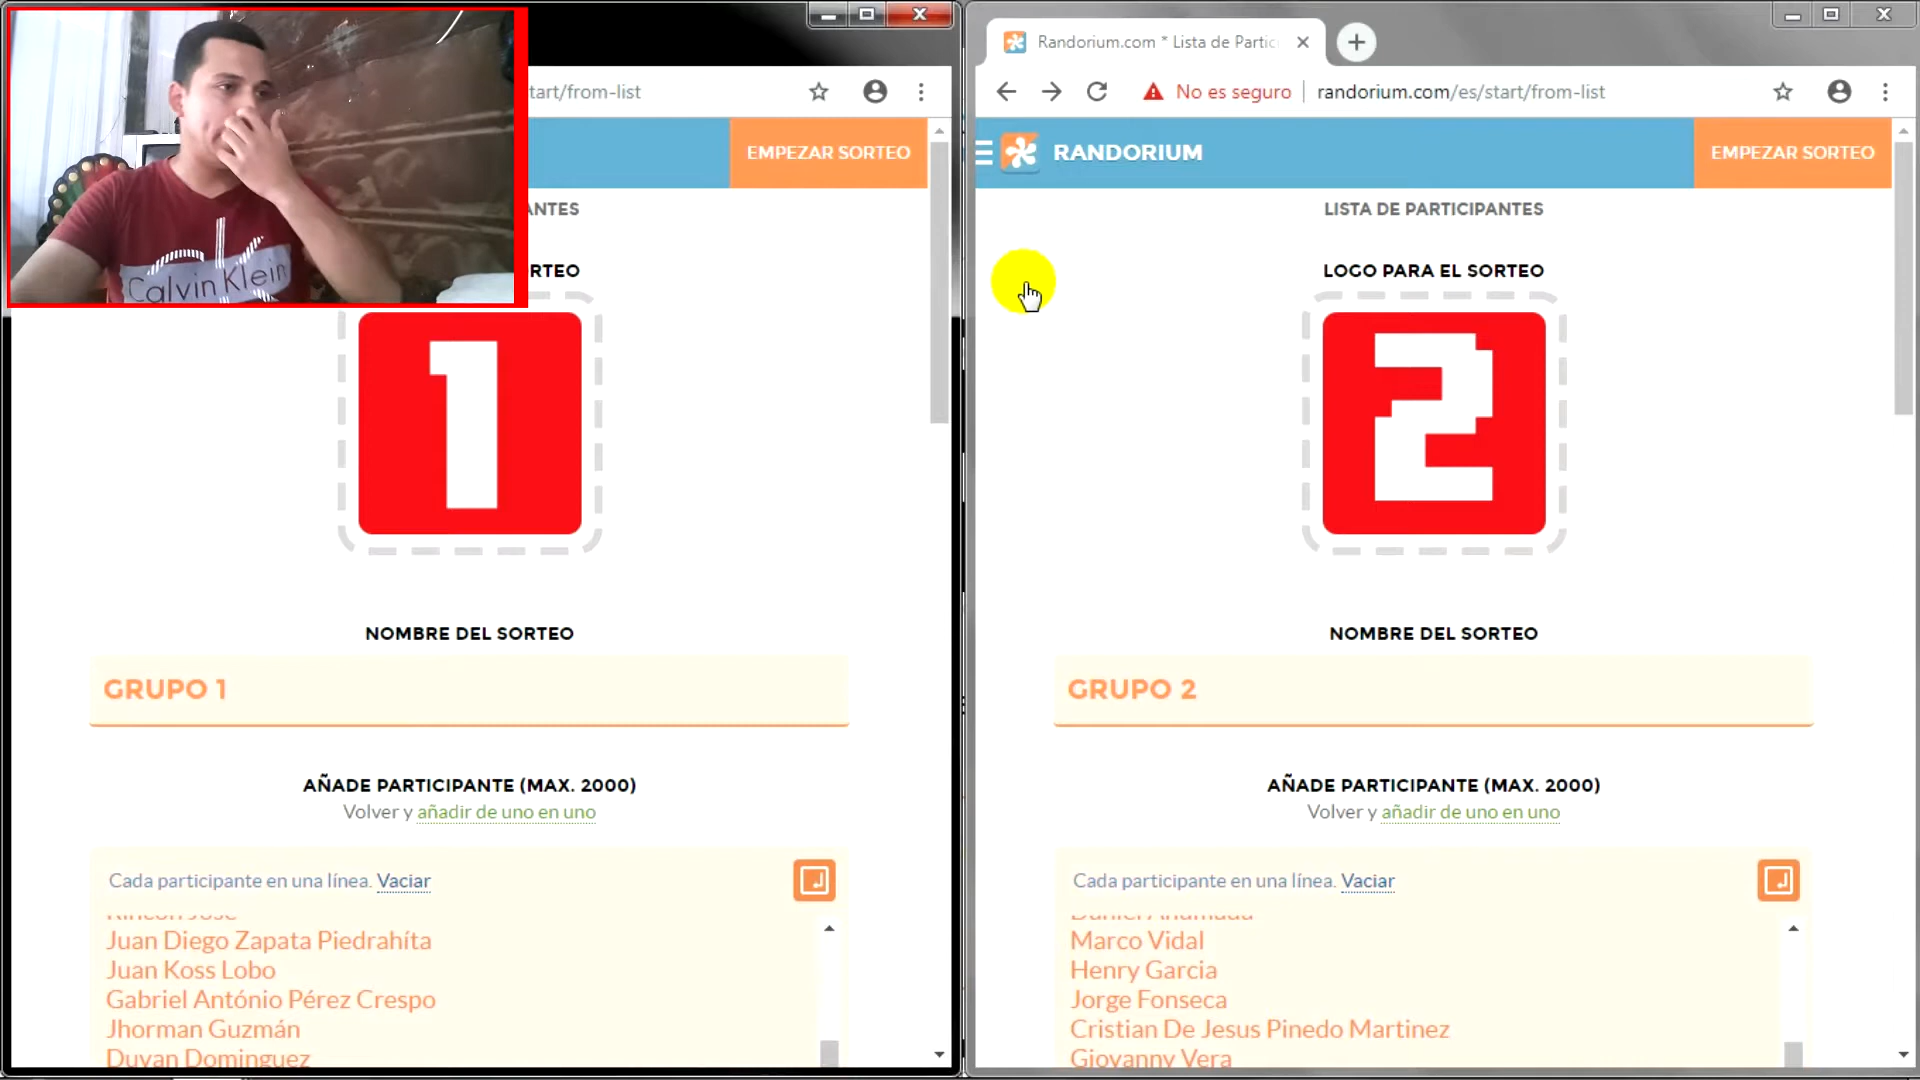 Calvin Klein
tart/from-list
EMPEZAR SORTEO
ANTES
RTEO
1
NOMBRE DEL SORTEO
GRUPO 1
AÑADE PARTICIPANTE (MAX. 2000)
Volver y añadir de uno en uno
Cada participante en una línea. Vaciar
Rincon Jose
Juan Diego Zapata Piedrahíta
Juan Koss Lobo
Gabriel António Pérez Crespo
Jhorman Guzmán
Duvan Dominguez
Randorium.com * Lista de Partic
No es seguro
randorium.com/es/start/from-list
RANDORIUM
EMPEZAR SORTEO
LISTA DE PARTICIPANTES
LOGO PARA EL SORTEO
2
NOMBRE DEL SORTEO
GRUPO 2
AÑADE PARTICIPANTE (MAX. 2000)
Volver y añadir de uno en uno
Cada participante en una línea. Vaciar
Daniel
Marco Vidal
Henry Garcia
Jorge Fonseca
Cristian De Jesus Pinedo Martinez
Giovanny Vera